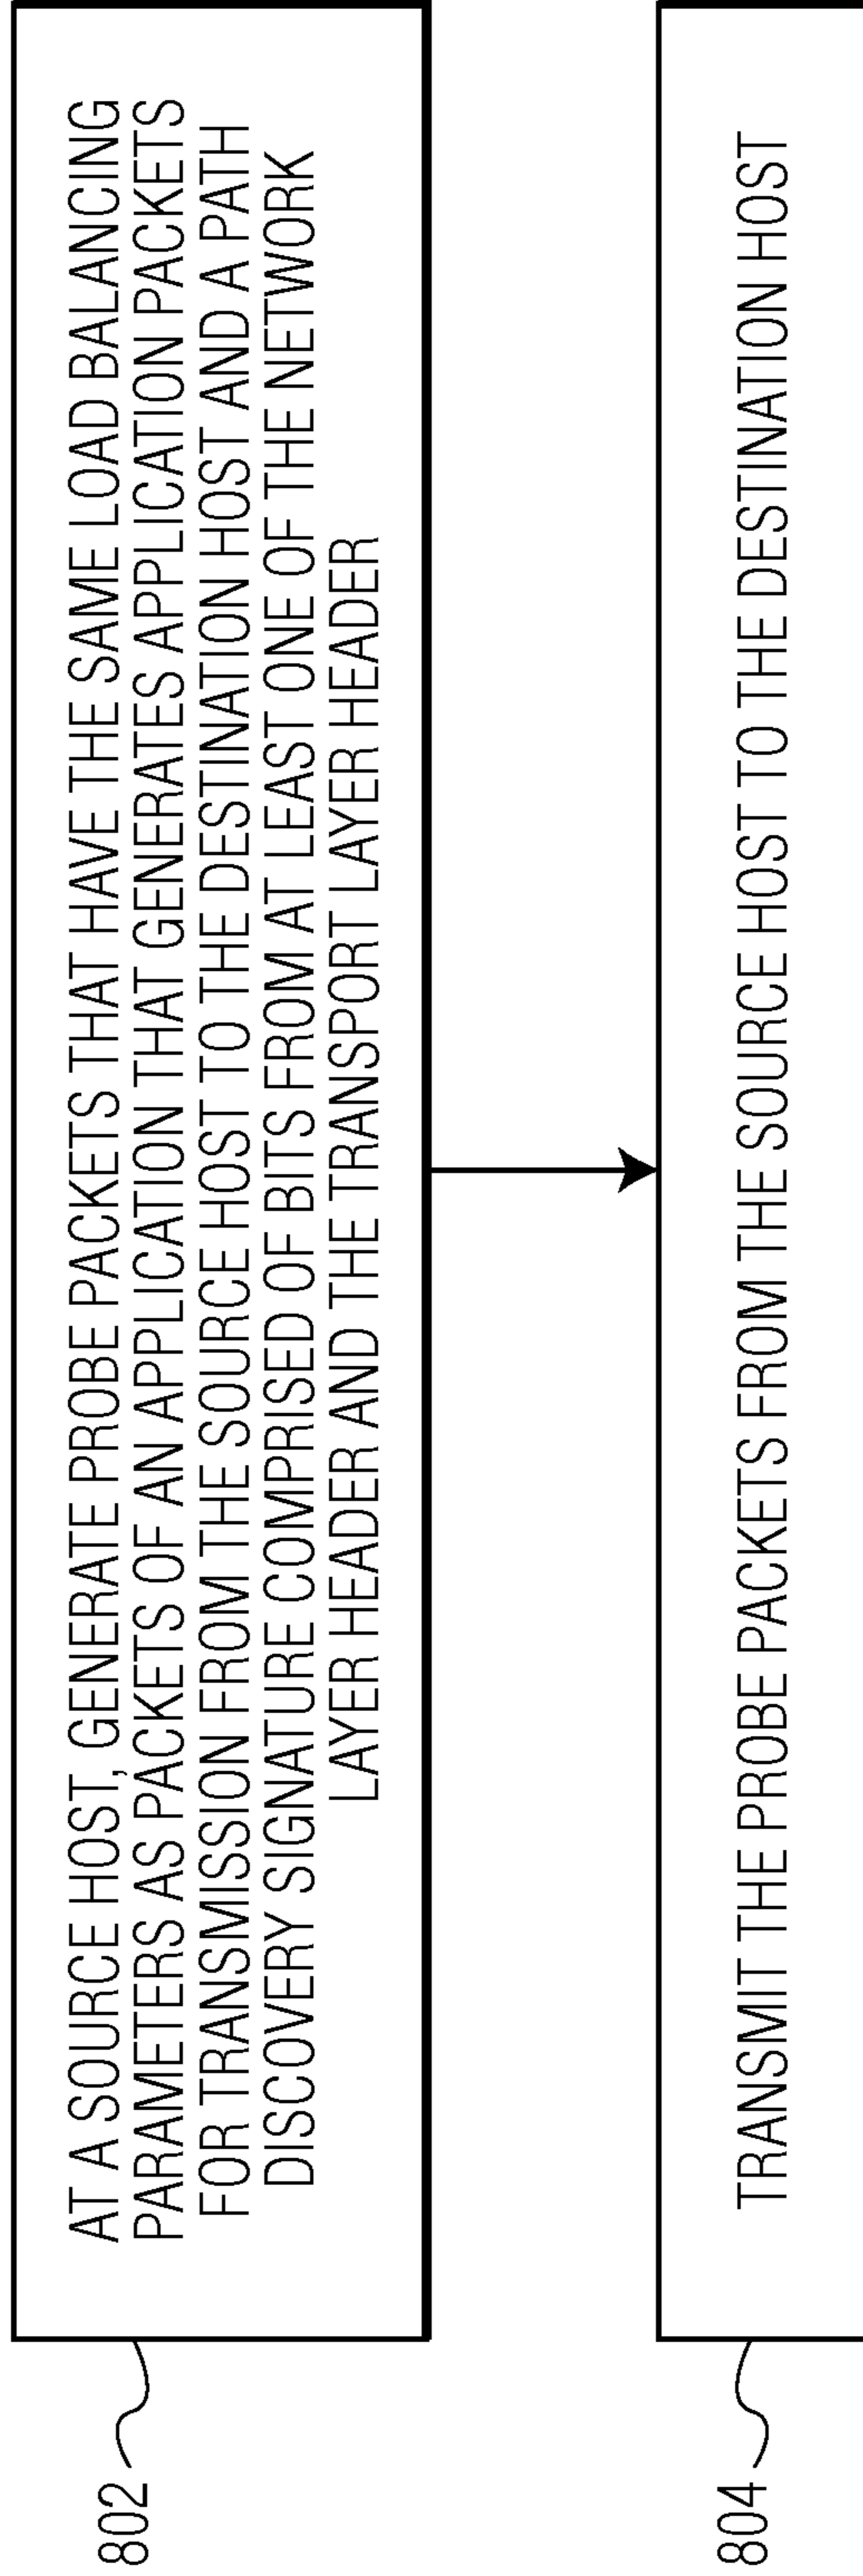 AT A SOURCE HOST, GENERATE PROBE PACKETS THAT HAVE THE SAME LOAD BALANCING
PARAMETERS AS PACKETS OF AN APPLICATION THAT GENERATES APPLICATION PACKETS
FOR TRANSMISSION FROM THE SOURCE HOST TO THE DESTINATION HOST AND A PATH
DISCOVERY SIGNATURE COMPRISED OF BITS FROM AT LEAST ONE OF THE NETWORK
LAYER HEADER AND THE TRANSPORT LAYER HEADER
802
TRANSMIT THE PROBE PACKETS FROM THE SOURCE HOST TO THE DESTINATION HOST
804